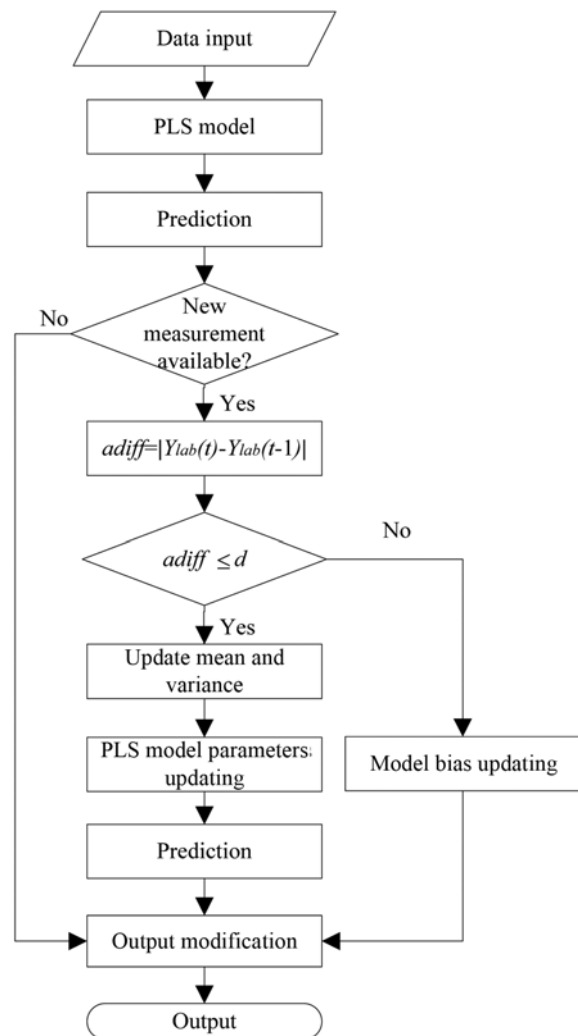 Data input
PLS model
Prediction
No
New
measurement
available?
Yes
adiff=|Ylab(t)-Ylab(t-1)|
No
adiff ≤ d
Yes
Update mean and
variance
PLS model parameters
updating
Model bias updating
Prediction
Output modification
Output